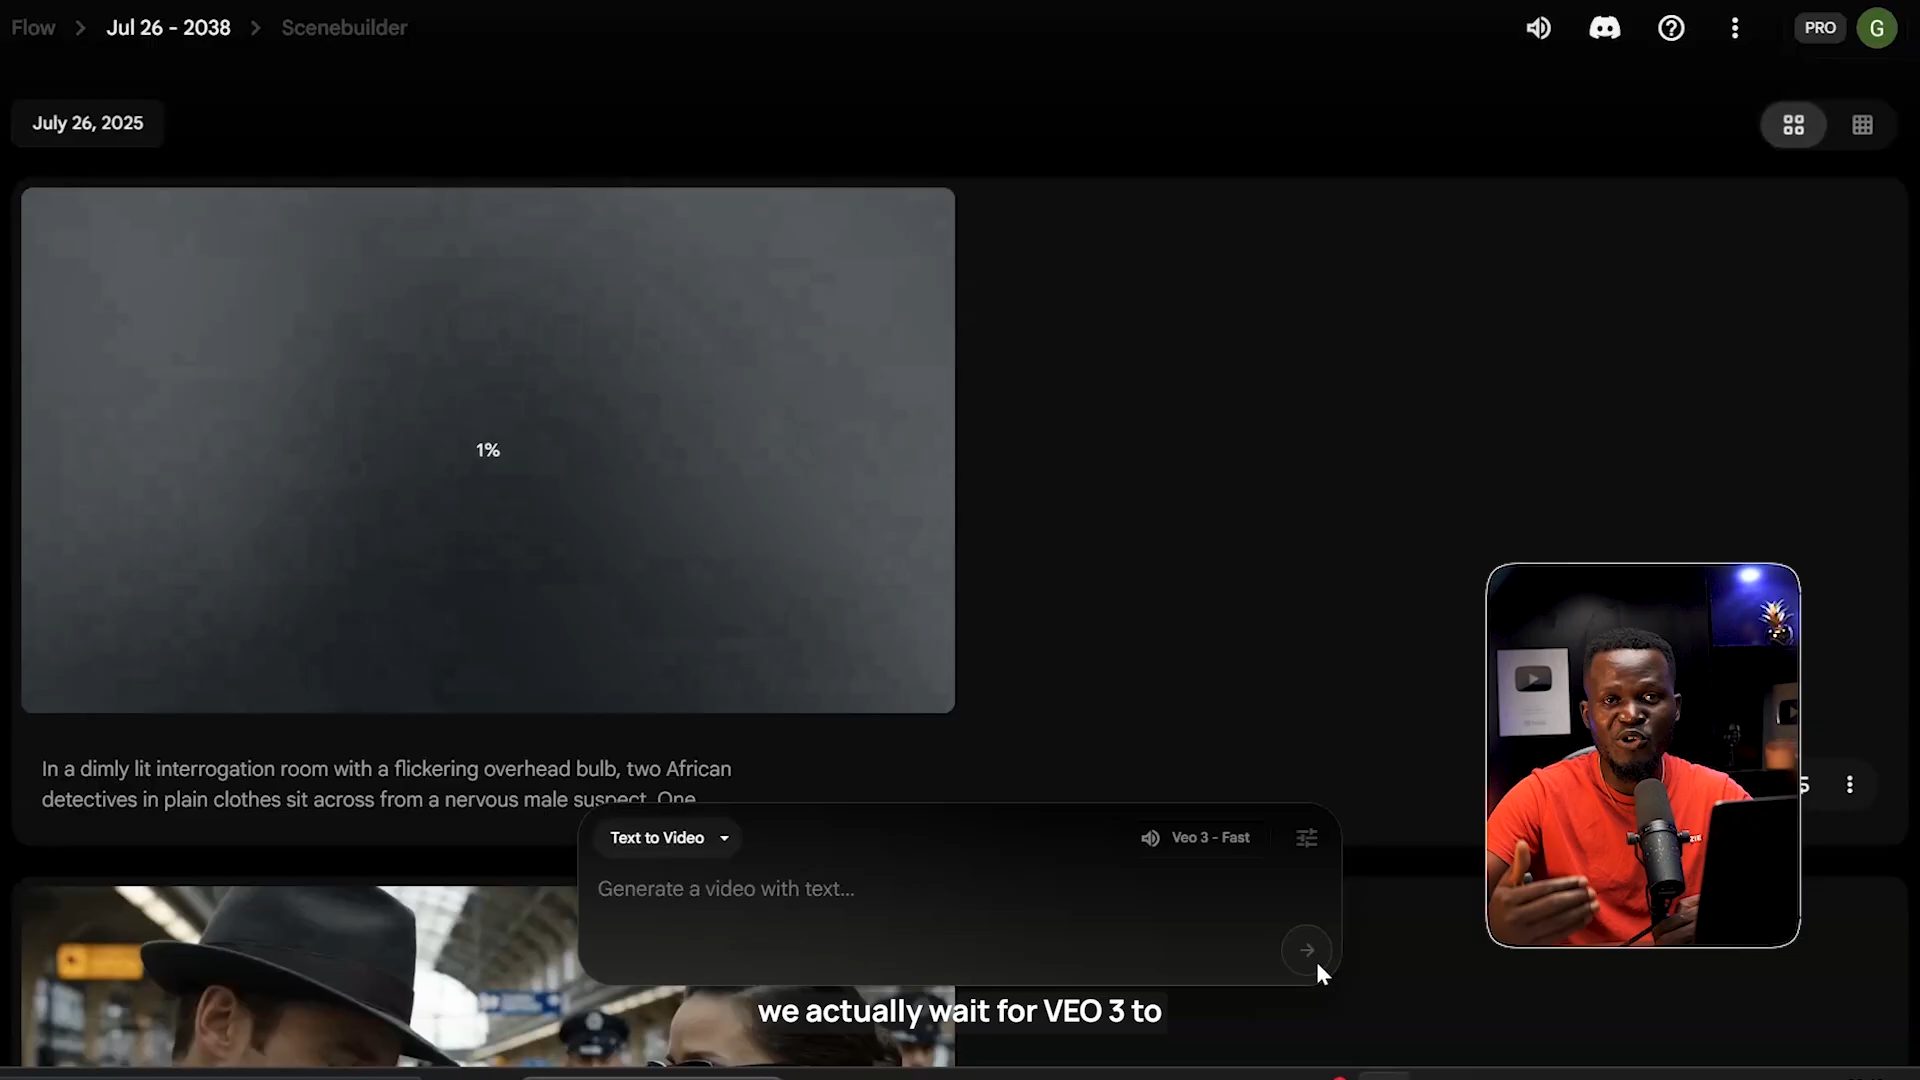 Flow > Jul 26 - 2038 > Scenebuilder
PRO
G
July 26, 2025
1%
In a dimly lit interrogation room with a flickering overhead bulb, two African
detectives in plain clothes sit across from a nervous male suspect. One
Text to Video
Veo 3 - Fast
Generate a video with text...
we actually wait for VEO 3 to